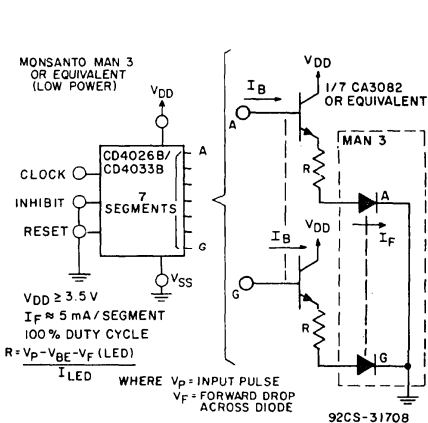 MONSANTO MAN 3
OR EQUIVALENT
(LOW POWER)
VDD
CD4026B/
CD4033B
7
SEGMENTS
A
G
CLOCK
INHIBIT
RESET
VSS
VDD ≥ 3.5 V
IF ≈ 5 mA/SEGMENT
100% DUTY CYCLE
R = VP-VBE-VF (LED)
ILED
WHERE VP = INPUT PULSE
VF = FORWARD DROP
ACROSS DIODE
IB
VDD
1/7 CA3082
OR EQUIVALENT
A
R
MAN 3
A
IF
IB
VDD
G
R
G
92CS-31708